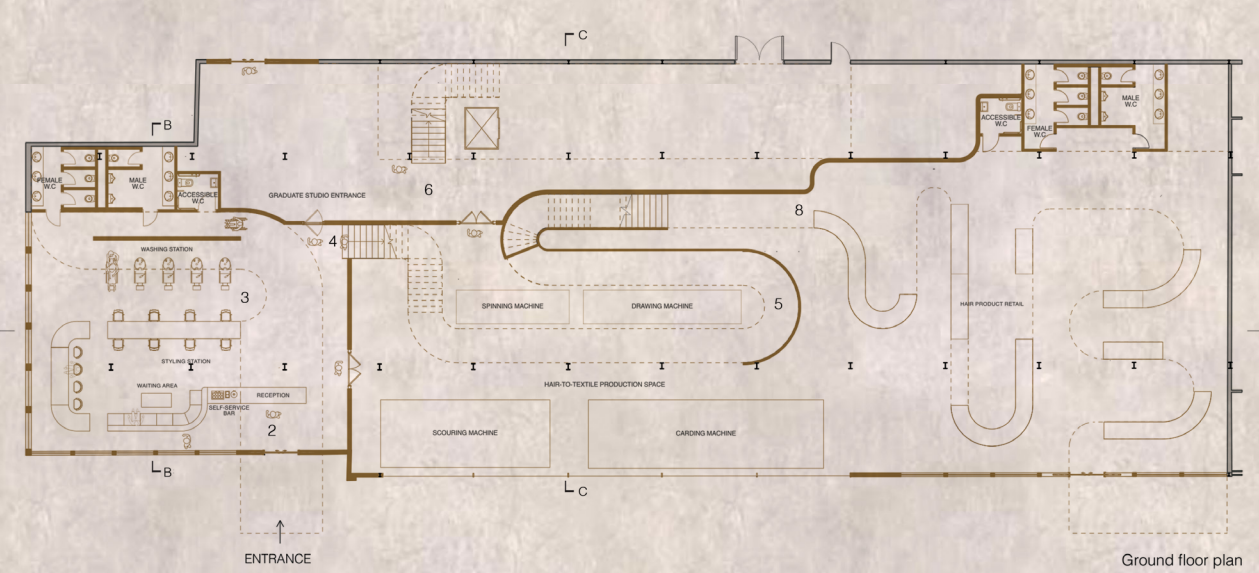 C
B
ACCESSIBLE
W.C
FEMALE
W.C
MALE
W.C
FEMALE
W.C
MALE
W.C
ACCESSIBLE
W.C
GRADUATE STUDIO ENTRANCE
6
8
4
WASHING STATION
3
SPINNING MACHINE
DRAWING MACHINE
5
HAIR PRODUCT RETAIL
STYLING STATION
WAITING AREA
HAIR-TO-TEXTILE PRODUCTION SPACE
RECEPTION
SELF-SERVICE
BAR
2
SCOURING MACHINE
CARDING MACHINE
B
C
ENTRANCE
Ground floor plan